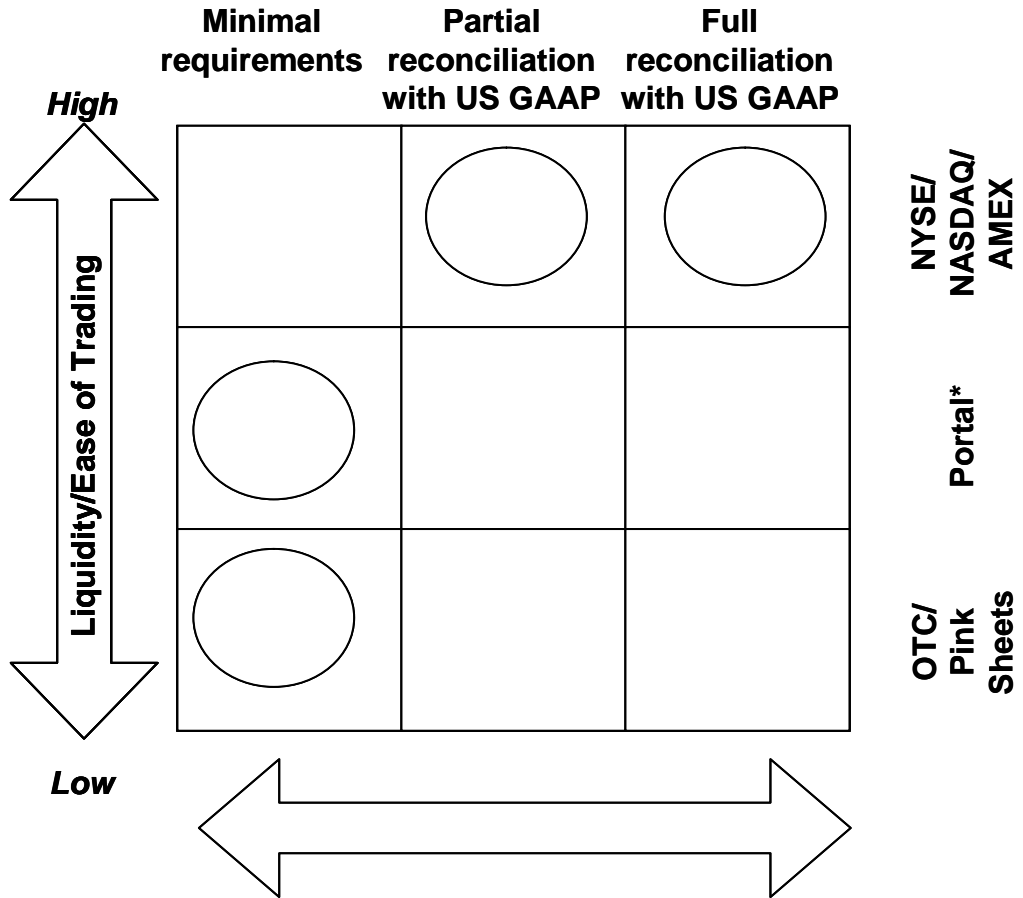 Minimal
requirements
Partial
reconciliation
with US GAAP
Full
reconciliation
with US GAAP
High
Liquidity/Ease of Trading
Low
NYSE/
NASDAQ/
AMEX
Portal*
OTC/
Pink
Sheets